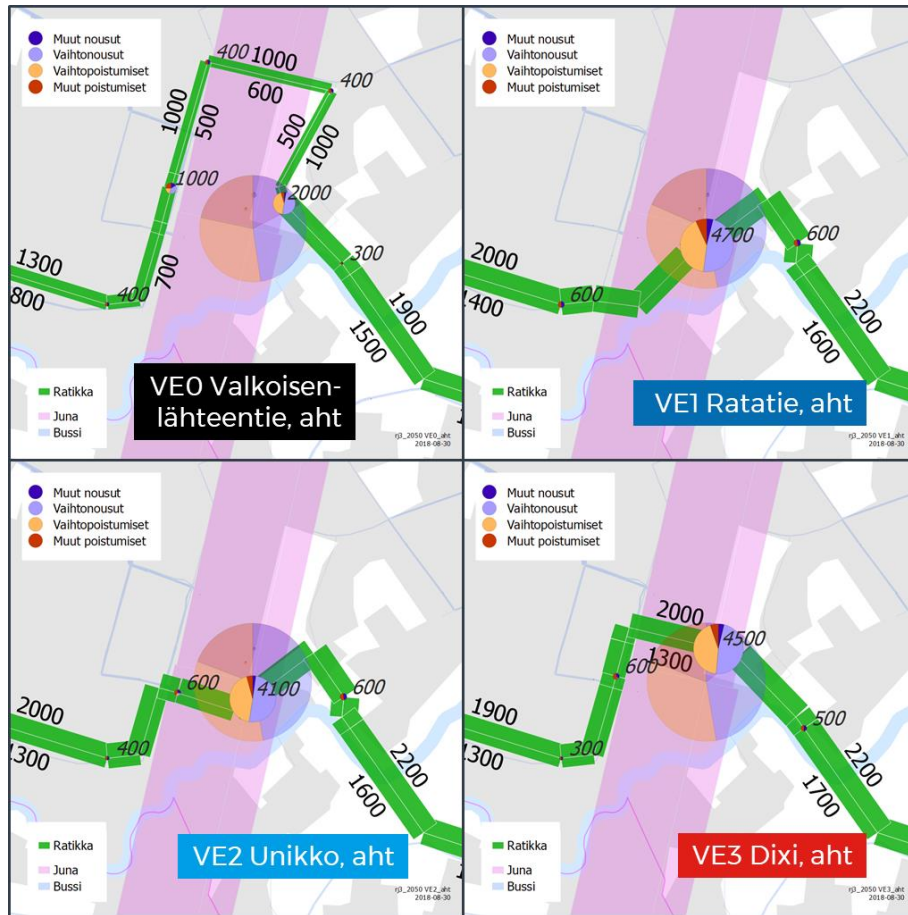 Muut nousut
Vaihtonousut
Vaihtopoistumiset
Muut poistumiset
400
1000
600
400
1000
500
500
1000
1000
2000
300
1300
800
400
700
1900
1500
VE0 Valkoisen-
lähteentie, aht
Ratikka
Juna
Bussi
rj3_2050 VE0_aht
2018-08-30
Muut nousut
Vaihtonousut
Vaihtopoistumiset
Muut poistumiset
4700
600
2000
1400
600
2200
1600
VE1 Ratatie, aht
Ratikka
Juna
Bussi
rj3_2050 VE1_aht
2018-08-30
Muut nousut
Vaihtonousut
Vaihtopoistumiset
Muut poistumiset
600
4100
600
2000
1300
400
2200
1600
VE2 Unikko, aht
Ratikka
Juna
Bussi
rj3_2050 VE2_aht
2018-08-30
Muut nousut
Vaihtonousut
Vaihtopoistumiset
Muut poistumiset
2000
1300
4500
600
500
1900
1300
300
2200
1700
VE3 Dixi, aht
Ratikka
Juna
Bussi
rj3_2050 VE3_aht
2018-08-30